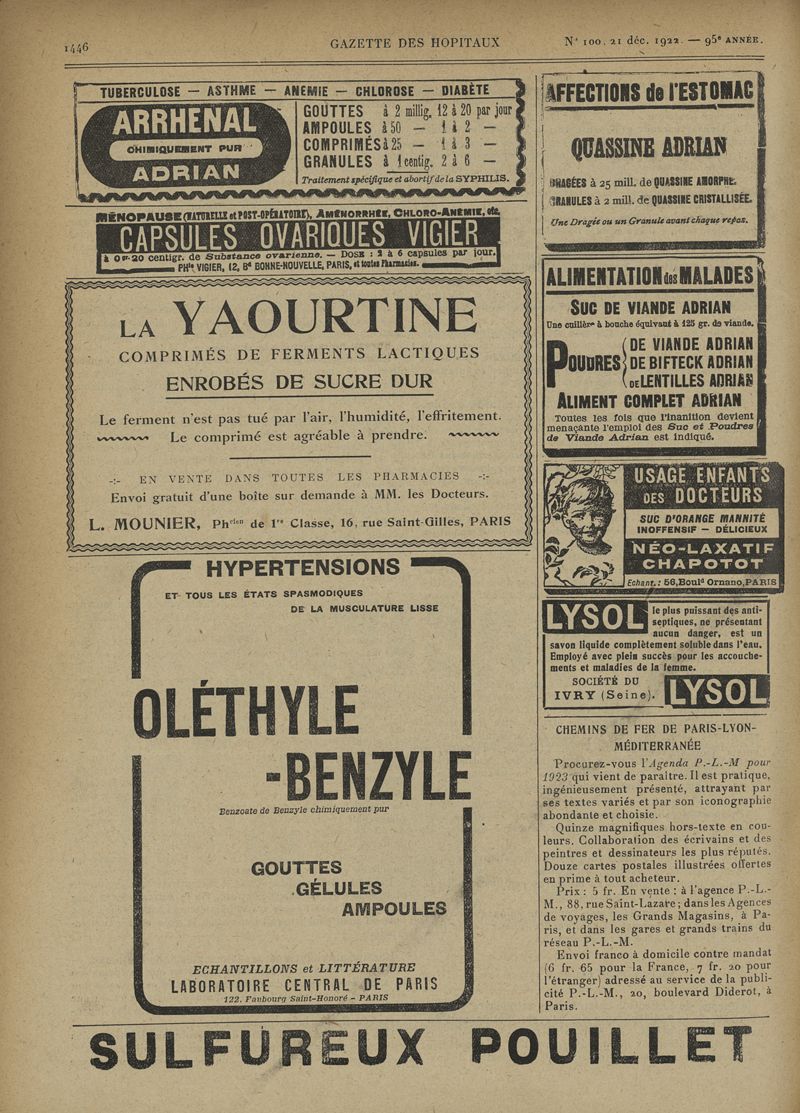 1446
GAZETTE DES HOPITAUX
N° 100. 21 déc. 1922. — 95e ANNÉE.
TUBERCULOSE — ASTHME — ANEMIE — CHLOROSE — DIABÈTE
ARRHENAL
CHIMIQUEMENT PUR
ADRIAN
GOUTTES à 2 millig. 12 à 20 par jour
AMPOULES à 50 — 1 à 2 —
COMPRIMÉS à 25 — 1 à 3 —
GRANULES à 1 centig. 2 à 6 —
Traitement spécifique et abortif de la SYPHILIS.
MÉNOPAUSE (NATURELLE et POST-OPÉRATOIRE), AMÉNORRHÉE, CHLORO-ANÉMIE, etc.
CAPSULES OVARIQUES VIGIER
à 0 gr. 20 centigr. de Substance ovarienne. — DOSE : 2 à 6 capsules par jour.
PHie VIGIER, 12, Bd BONNE-NOUVELLE, PARIS, et toutes Pharmacies.
LA YAOURTINE
COMPRIMÉS DE FERMENTS LACTIQUES
ENROBÉS DE SUCRE DUR
Le ferment n'est pas tué par l'air, l'humidité, l'effritement.
Le comprimé est agréable à prendre.
-:- EN VENTE DANS TOUTES LES PHARMACIES -:-
Envoi gratuit d'une boîte sur demande à MM. les Docteurs.
L. MOUNIER, Phcien de 1re Classe, 16, rue Saint-Gilles, PARIS
HYPERTENSIONS
ET TOUS LES ÉTATS SPASMODIQUES
DE LA MUSCULATURE LISSE
OLÉTHYLE
-BENZYLE
Benzoate de Benzyle chimiquement pur
GOUTTES
GÉLULES
AMPOULES
ECHANTILLONS et LITTÉRATURE
LABORATOIRE CENTRAL DE PARIS
122, Faubourg Saint-Honoré - PARIS
AFFECTIONS de l'ESTOMAC
QUASSINE ADRIAN
DRAGÉES à 25 mill. de QUASSINE AMORPHE.
GRANULES à 2 mill. de QUASSINE CRISTALLISÉE.
Une Dragée ou un Granule avant chaque repas.
ALIMENTATION des MALADES
SUC DE VIANDE ADRIAN
Une cuillère à bouche équivaut à 125 gr. de viande.
POUDRES
DE VIANDE ADRIAN
DE BIFTECK ADRIAN
DE LENTILLES ADRIAN
ALIMENT COMPLET ADRIAN
Toutes les fois que l'inanition devient
menaçante l'emploi des Suc et Poudres
de Viande Adrian est indiqué.
USAGE ENFANTS
DES DOCTEURS
SUC D'ORANGE MANNITÉ
INOFFENSIF — DÉLICIEUX
NÉO-LAXATIF
CHAPOTOT
Echant.: 56, Bould Ornano, PARIS
LYSOL
le plus puissant des anti-
septiques, ne présentant
aucun danger, est un
savon liquide complètement soluble dans l'eau.
Employé avec plein succès pour les accouche-
ments et maladies de la femme.
SOCIÉTÉ DU
IVRY (Seine).
LYSOL
CHEMINS DE FER DE PARIS-LYON-
MÉDITERRANÉE
Procurez-vous l'Agenda P.-L.-M pour
1923 qui vient de paraître. Il est pratique,
ingénieusement présenté, attrayant par
ses textes variés et par son iconographie
abondante et choisie.
Quinze magnifiques hors-texte en cou-
leurs. Collaboration des écrivains et des
peintres et dessinateurs les plus réputés.
Douze cartes postales illustrées offertes
en prime à tout acheteur.
Prix : 5 fr. En vente : à l'agence P.-L.-
M., 88, rue Saint-Lazare ; dans les Agences
de voyages, les Grands Magasins, à Pa-
ris, et dans les gares et grands trains du
réseau P.-L.-M.
Envoi franco à domicile contre mandat
(6 fr. 65 pour la France, 7 fr. 20 pour
l'étranger) adressé au service de la publi-
cité P.-L.-M., 20, boulevard Diderot, à
Paris.
SULFUREUX POUILLET